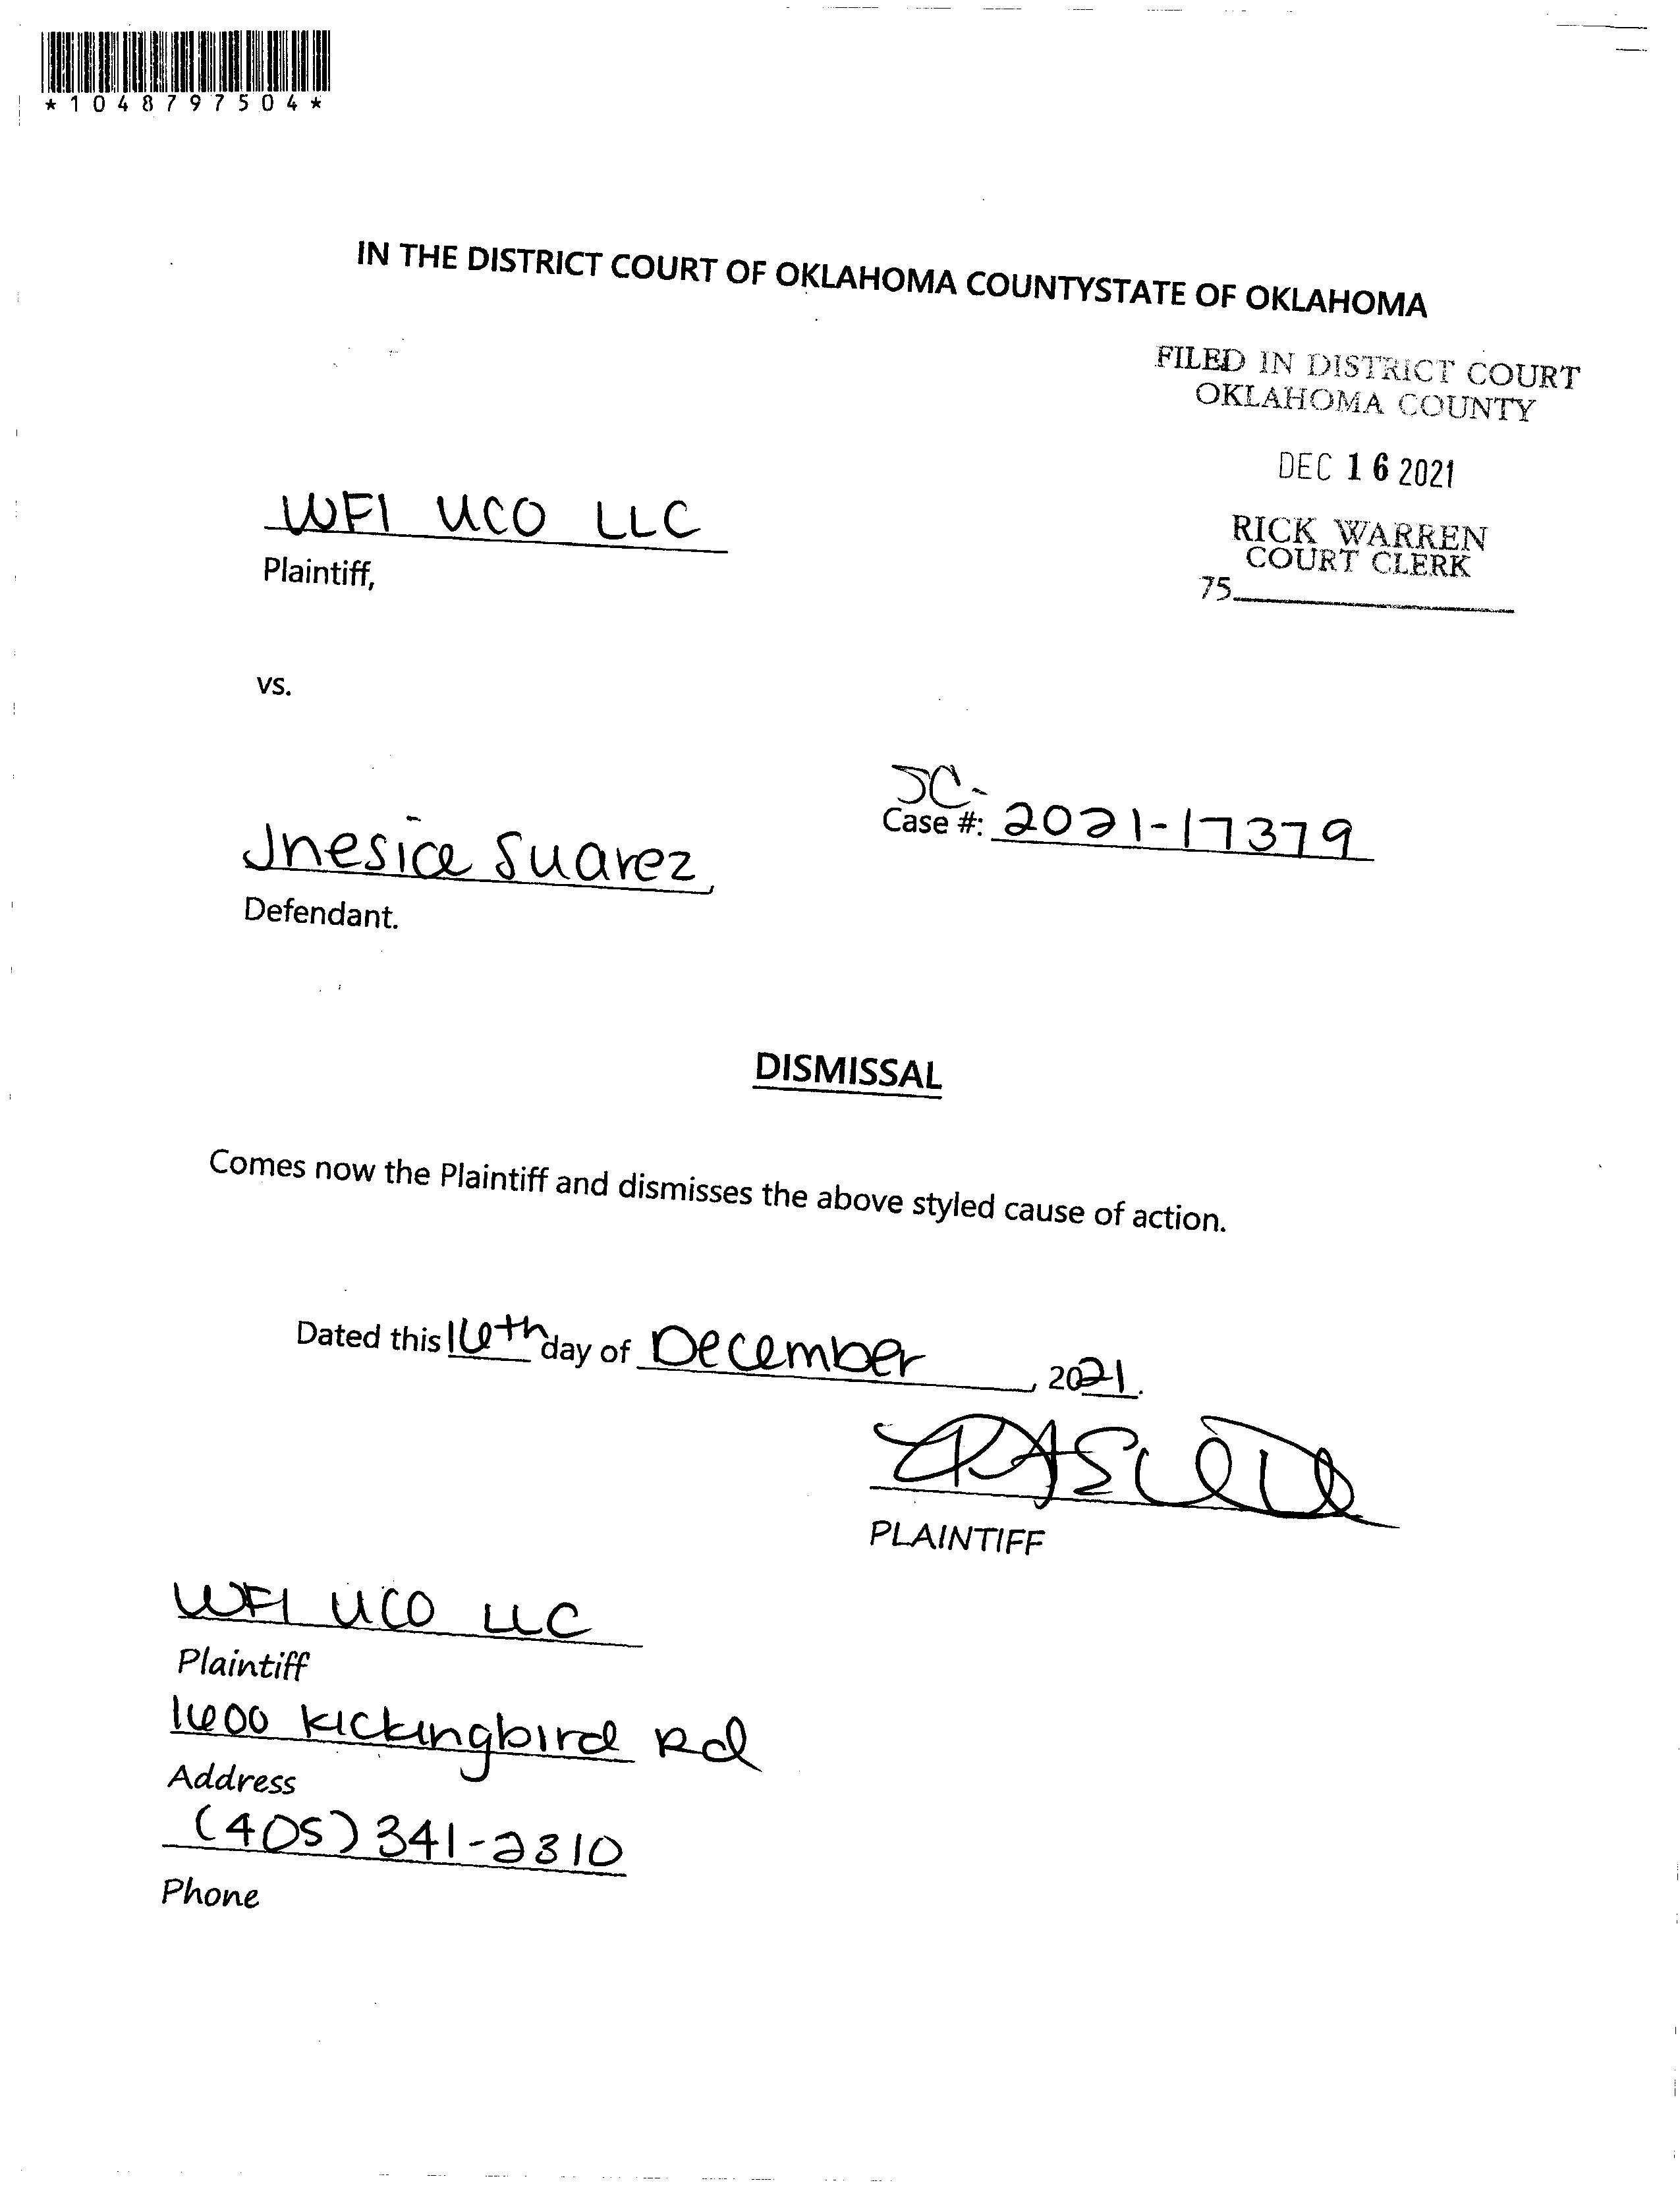 *1048797504*
IN THE DISTRICT COURT OF OKLAHOMA COUNTYSTATE OF OKLAHOMA
FILED IN DISTRICT COURT
OKLAHOMA COUNTY
DEC 16 2021
RICK WARREN
COURT CLERK
75
WFI UCO LLC
Plaintiff,
vs.
SC-
Case #: 2021-17379
Jnesice Suarez,
Defendant.
DISMISSAL
Comes now the Plaintiff and dismisses the above styled cause of action.
Dated this 16th day of December, 2021.
PLAINTIFF
WFI UCO LLC
Plaintiff
1600 Kickingbird Rd
Address
(405) 341-2310
Phone